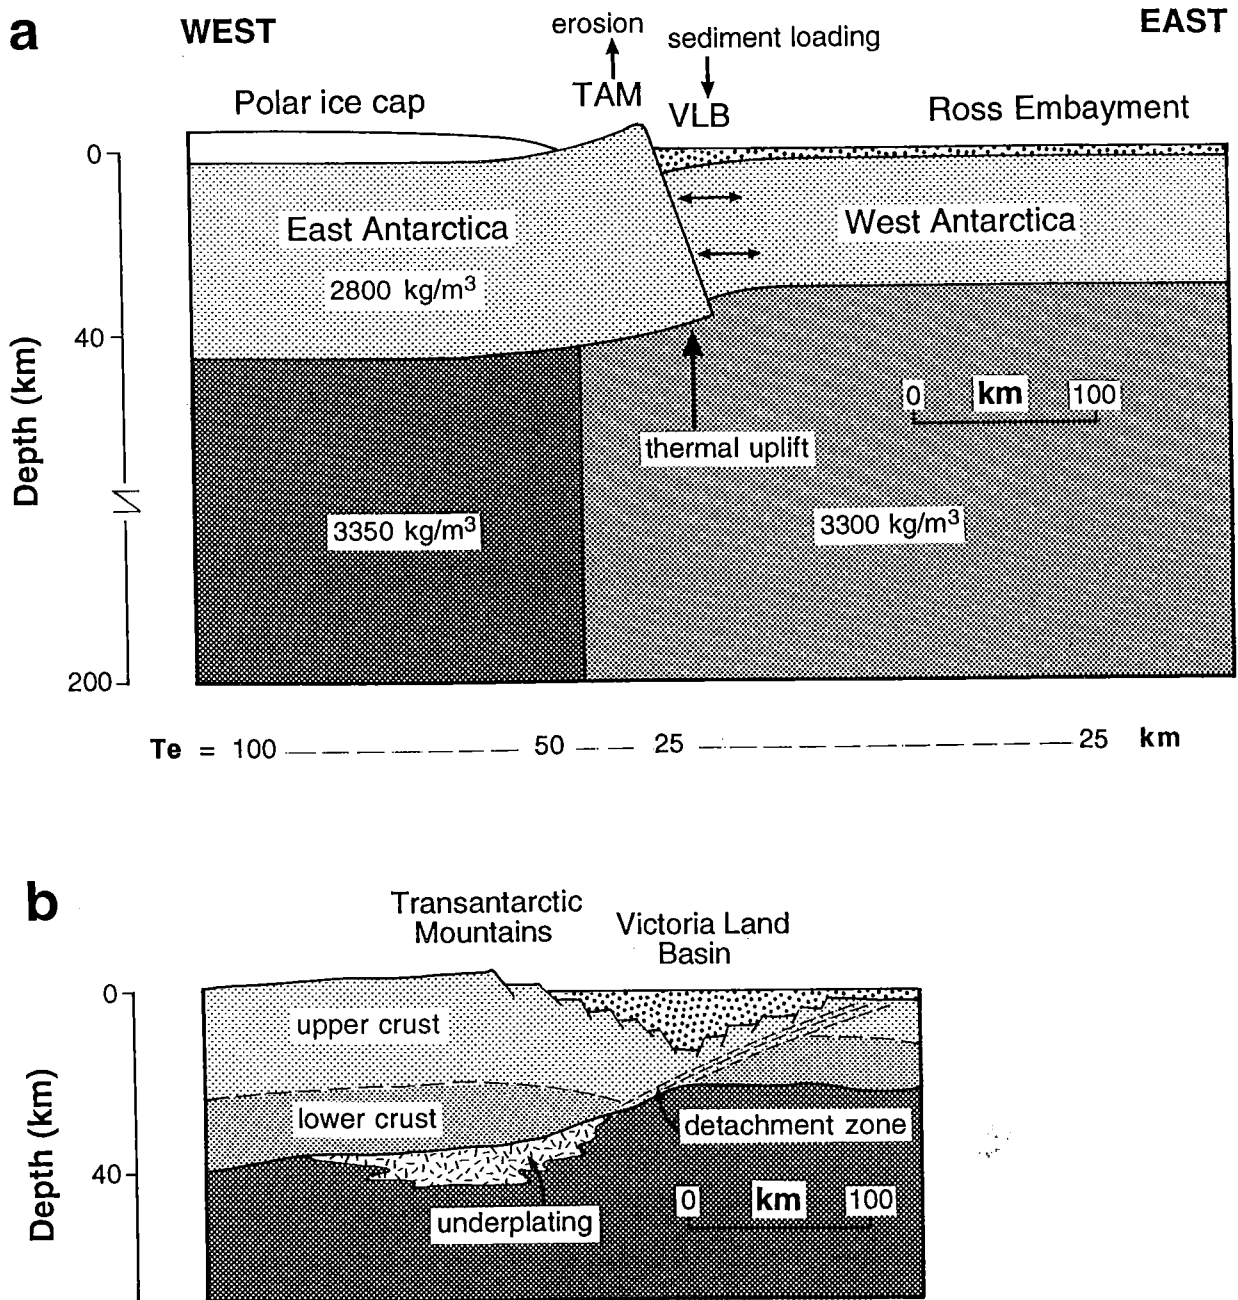 a
WEST
erosion
sediment loading
EAST
Polar ice cap
TAM
VLB
Ross Embayment
0
East Antarctica
West Antarctica
2800 kg/m³
40
0 km 100
thermal uplift
Depth (km)
3350 kg/m³
3300 kg/m³
200
Te = 100 50 25 25 km
b
Transantarctic
Mountains
Victoria Land
Basin
0
upper crust
lower crust
detachment zone
Depth (km)
40
0 km 100
underplating